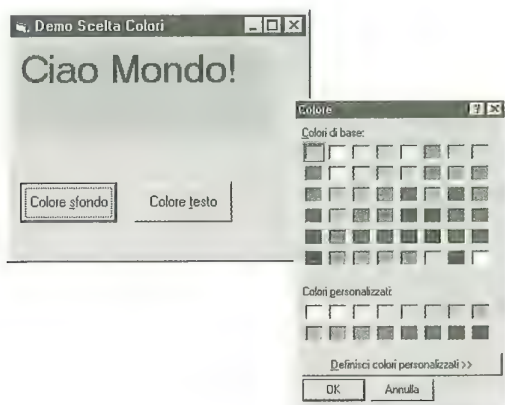 Demo Scelta Colori
Ciao Mondo!
Colore sfondo
Colore testo
Colore
Colori di base:
Colori personalizzati:
Definisci colori personalizzati >>
OK
Annulla